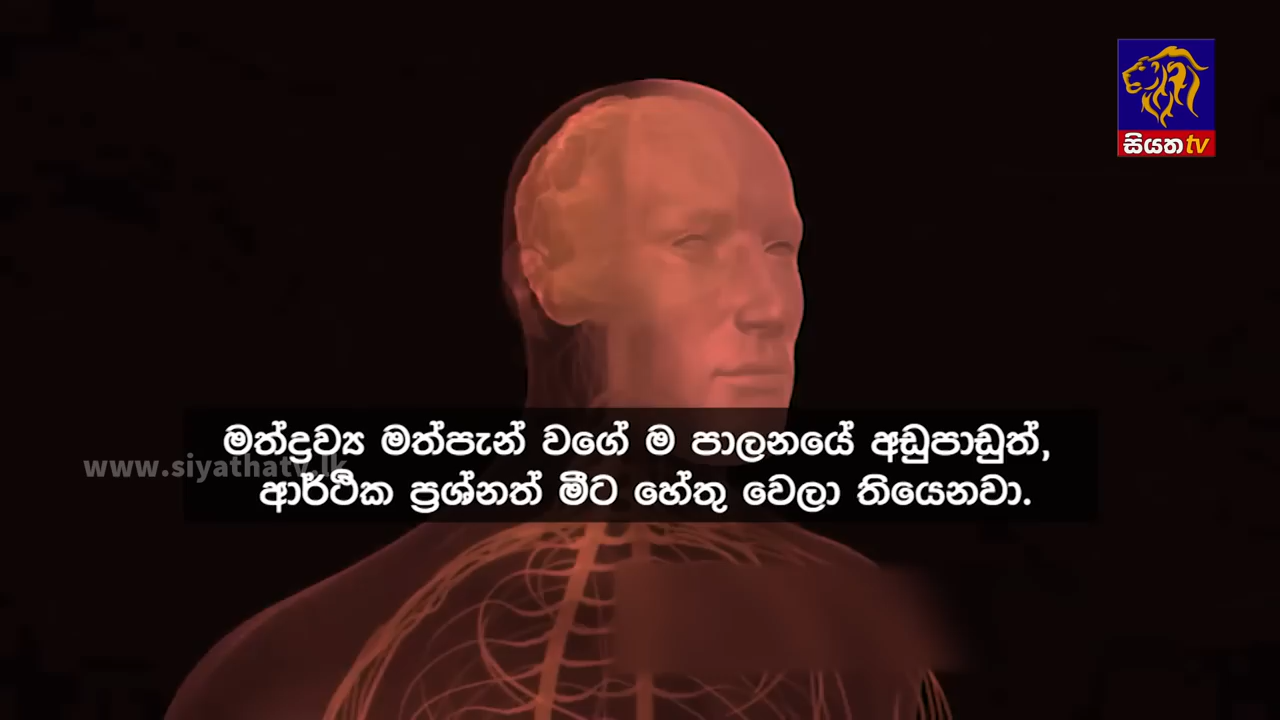 සියත tv
මත්ද්‍රව්‍ය මත්පැන් වගේ ම පාලනයේ අඩුපාඩුත්,
www.siyathatv.lk
ආර්ථික ප්‍රශ්නත් මීට හේතු වෙලා තියෙනවා.